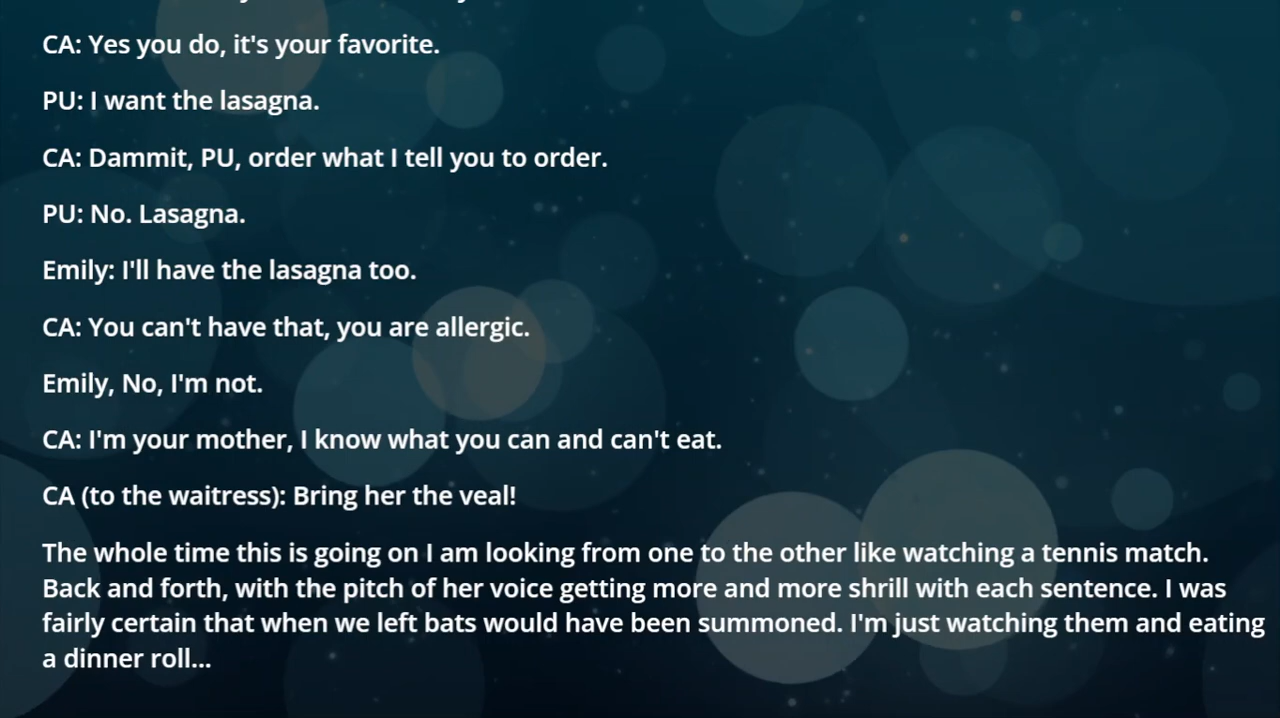 CA: Yes you do, it's your favorite.
PU: I want the lasagna.
CA: Dammit, PU, order what I tell you to order.
PU: No. Lasagna.
Emily: I'll have the lasagna too.
CA: You can't have that, you are allergic.
Emily, No, I'm not.
CA: I'm your mother, I know what you can and can't eat.
CA (to the waitress): Bring her the veal!
The whole time this is going on I am looking from one to the other like watching a tennis match.
Back and forth, with the pitch of her voice getting more and more shrill with each sentence. I was
fairly certain that when we left bats would have been summoned. I'm just watching them and eating
a dinner roll...